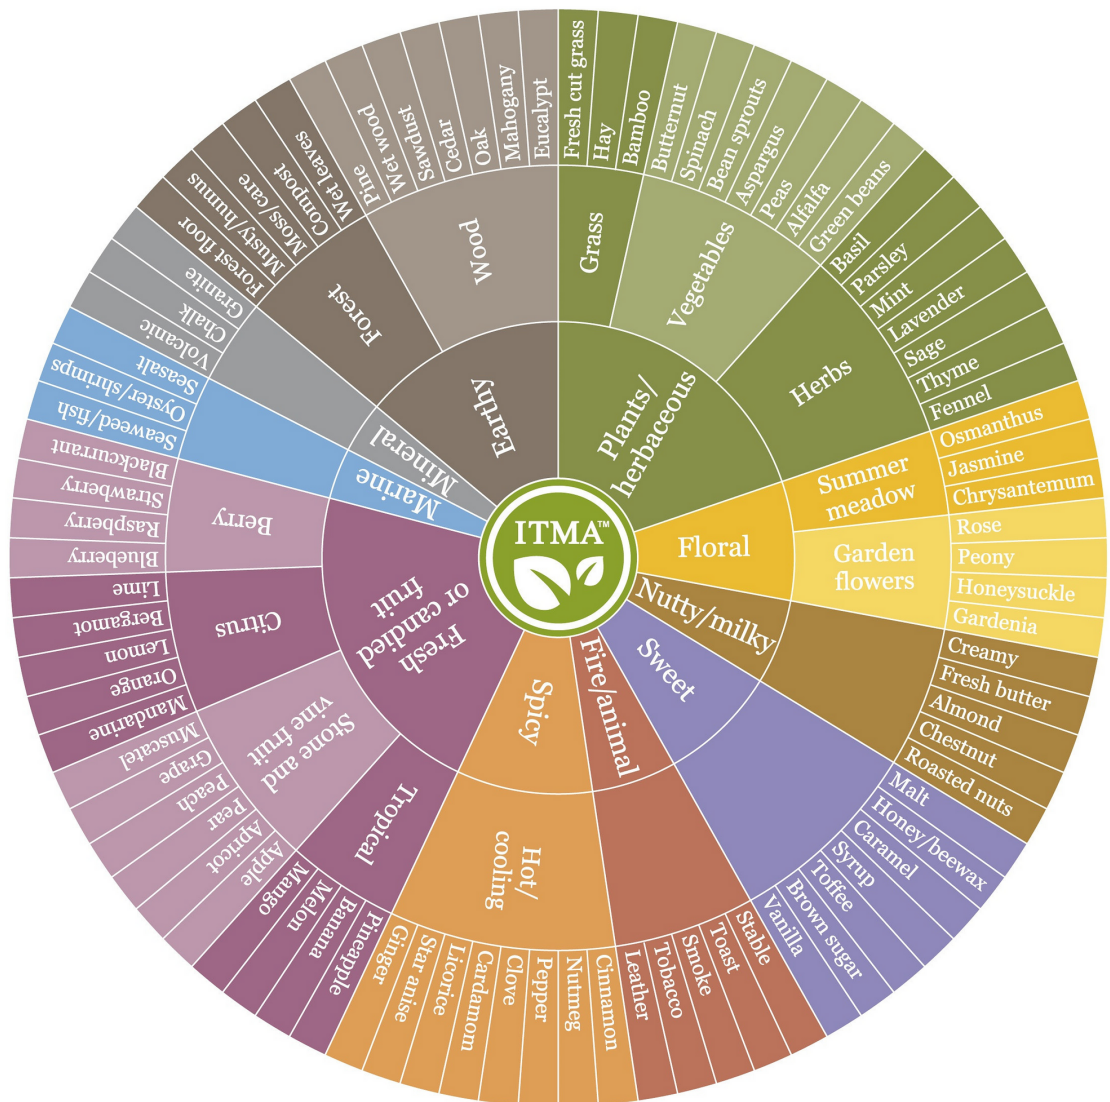 ITMA™
Plants/
herbaceous
Grass
Fresh cut grass
Hay
Bamboo
Vegetables
Butternut
Spinach
Bean sprouts
Aspargus
Peas
Alfalfa
Green beans
Herbs
Basil
Parsley
Mint
Lavender
Sage
Thyme
Fennel
Floral
Summer
meadow
Osmanthus
Jasmine
Chrysantemum
Garden
flowers
Rose
Peony
Honeysuckle
Gardenia
Nutty/milky
Creamy
Fresh butter
Almond
Chestnut
Roasted nuts
Sweet
Malt
Honey/beewax
Caramel
Syrup
Toffee
Brown sugar
Vanilla
Fire/animal
Stable
Toast
Smoke
Tobacco
Leather
Spicy
Hot/
cooling
Cinnamon
Nutmeg
Pepper
Clove
Cardamom
Licorice
Star anise
Ginger
Fresh
or candied
fruit
Tropical
Pineapple
Banana
Melon
Mango
Stone and
vine fruit
Apple
Apricot
Pear
Peach
Grape
Muscatel
Citrus
Mandarine
Orange
Lemon
Bergamot
Lime
Berry
Blueberry
Raspberry
Strawberry
Blackcurrant
Marine
Seaweed/fish
Oyster/shrimps
Seasalt
Mineral
Volcanic
Chalk
Granite
Earthy
Forest
Forest floor
Musty/humus
Moss/care
Compost
Wet leaves
Wood
Pine
Wet wood
Sawdust
Cedar
Oak
Mahogany
Eucalypt